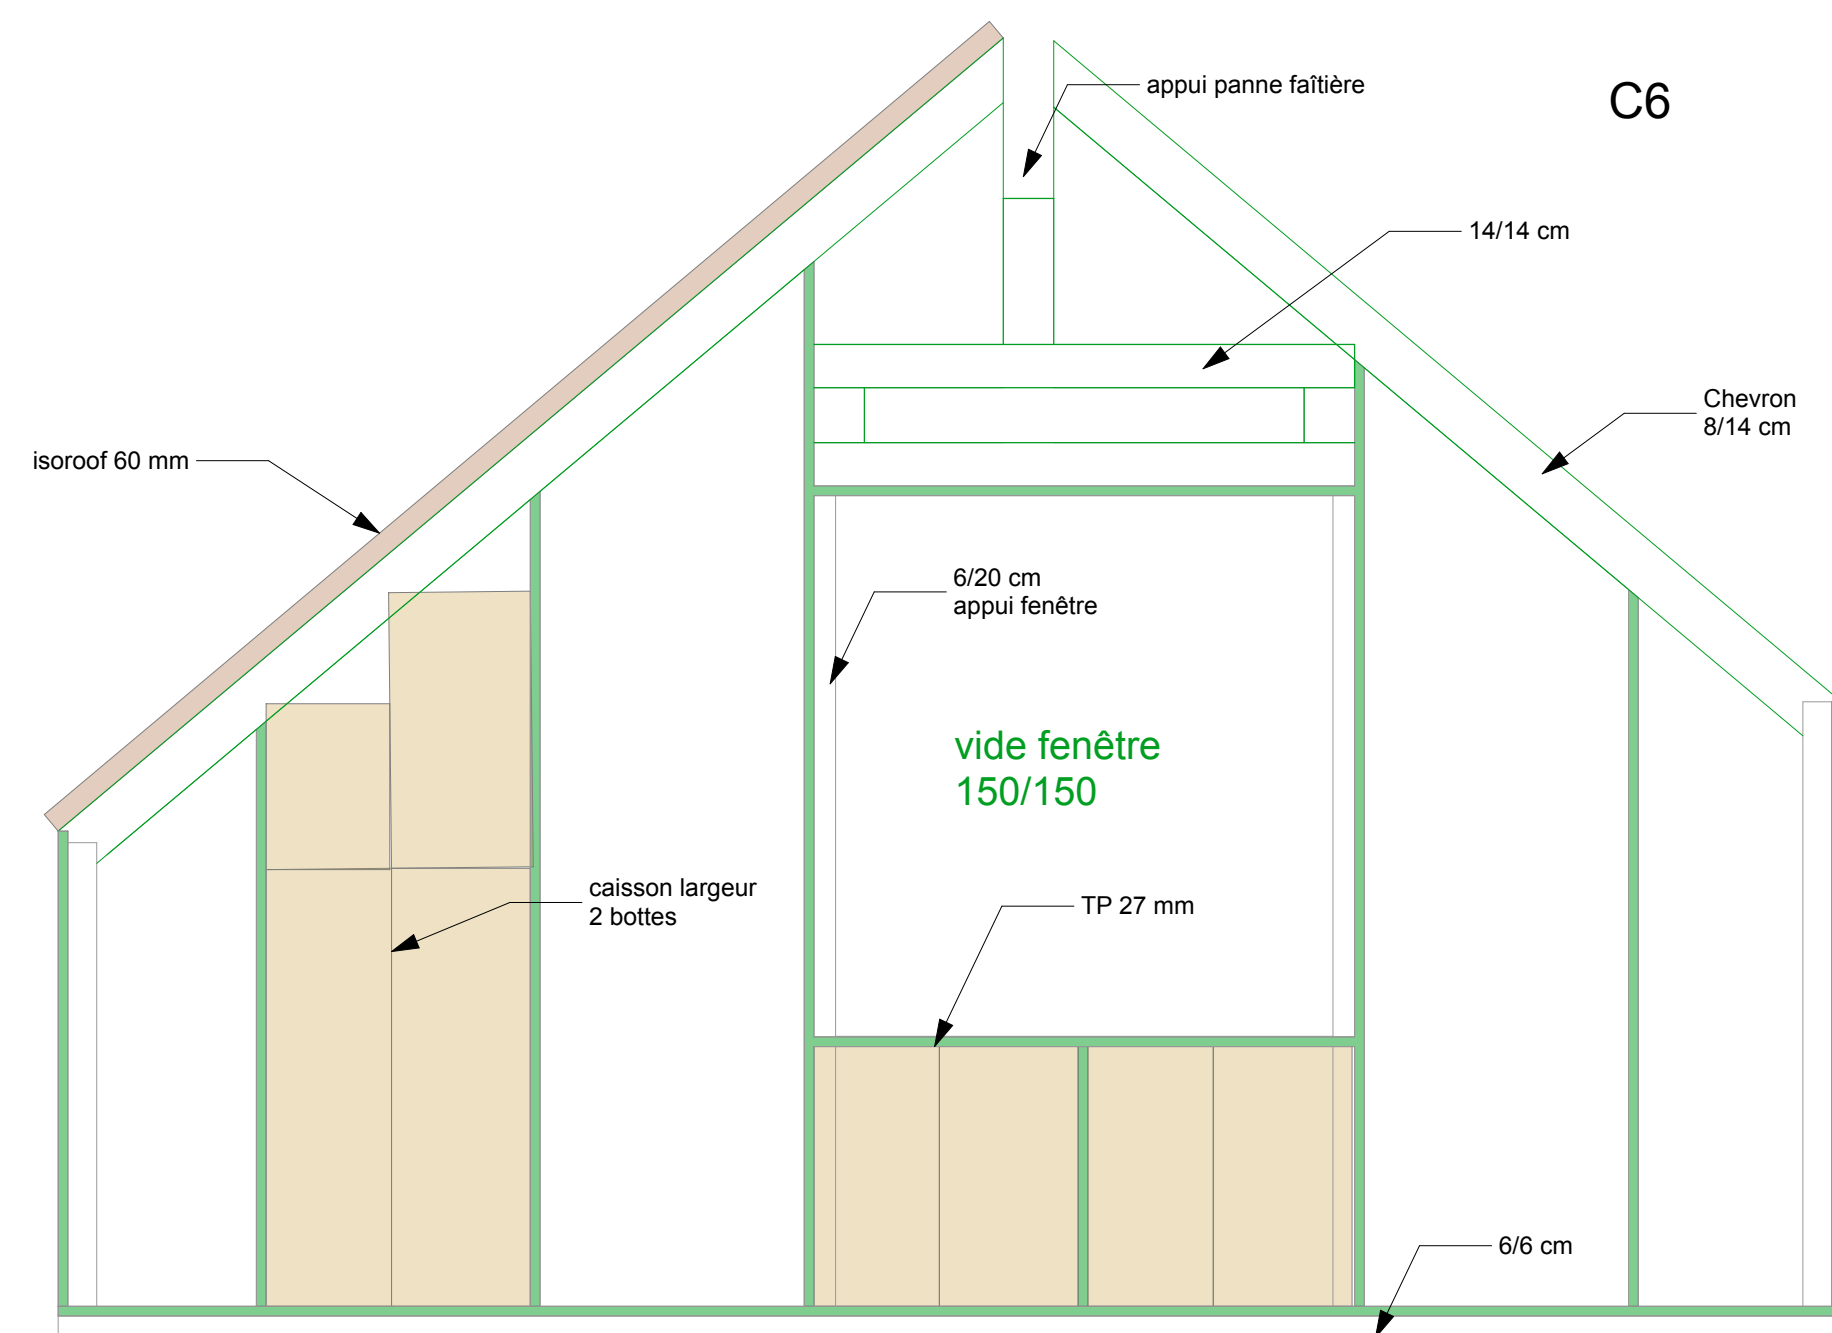 appui panne faîtière
C6
14/14 cm
Chevron
8/14 cm
isoroof 60 mm
6/20 cm
appui fenêtre
vide fenêtre
150/150
caisson largeur
2 bottes
TP 27 mm
6/6 cm